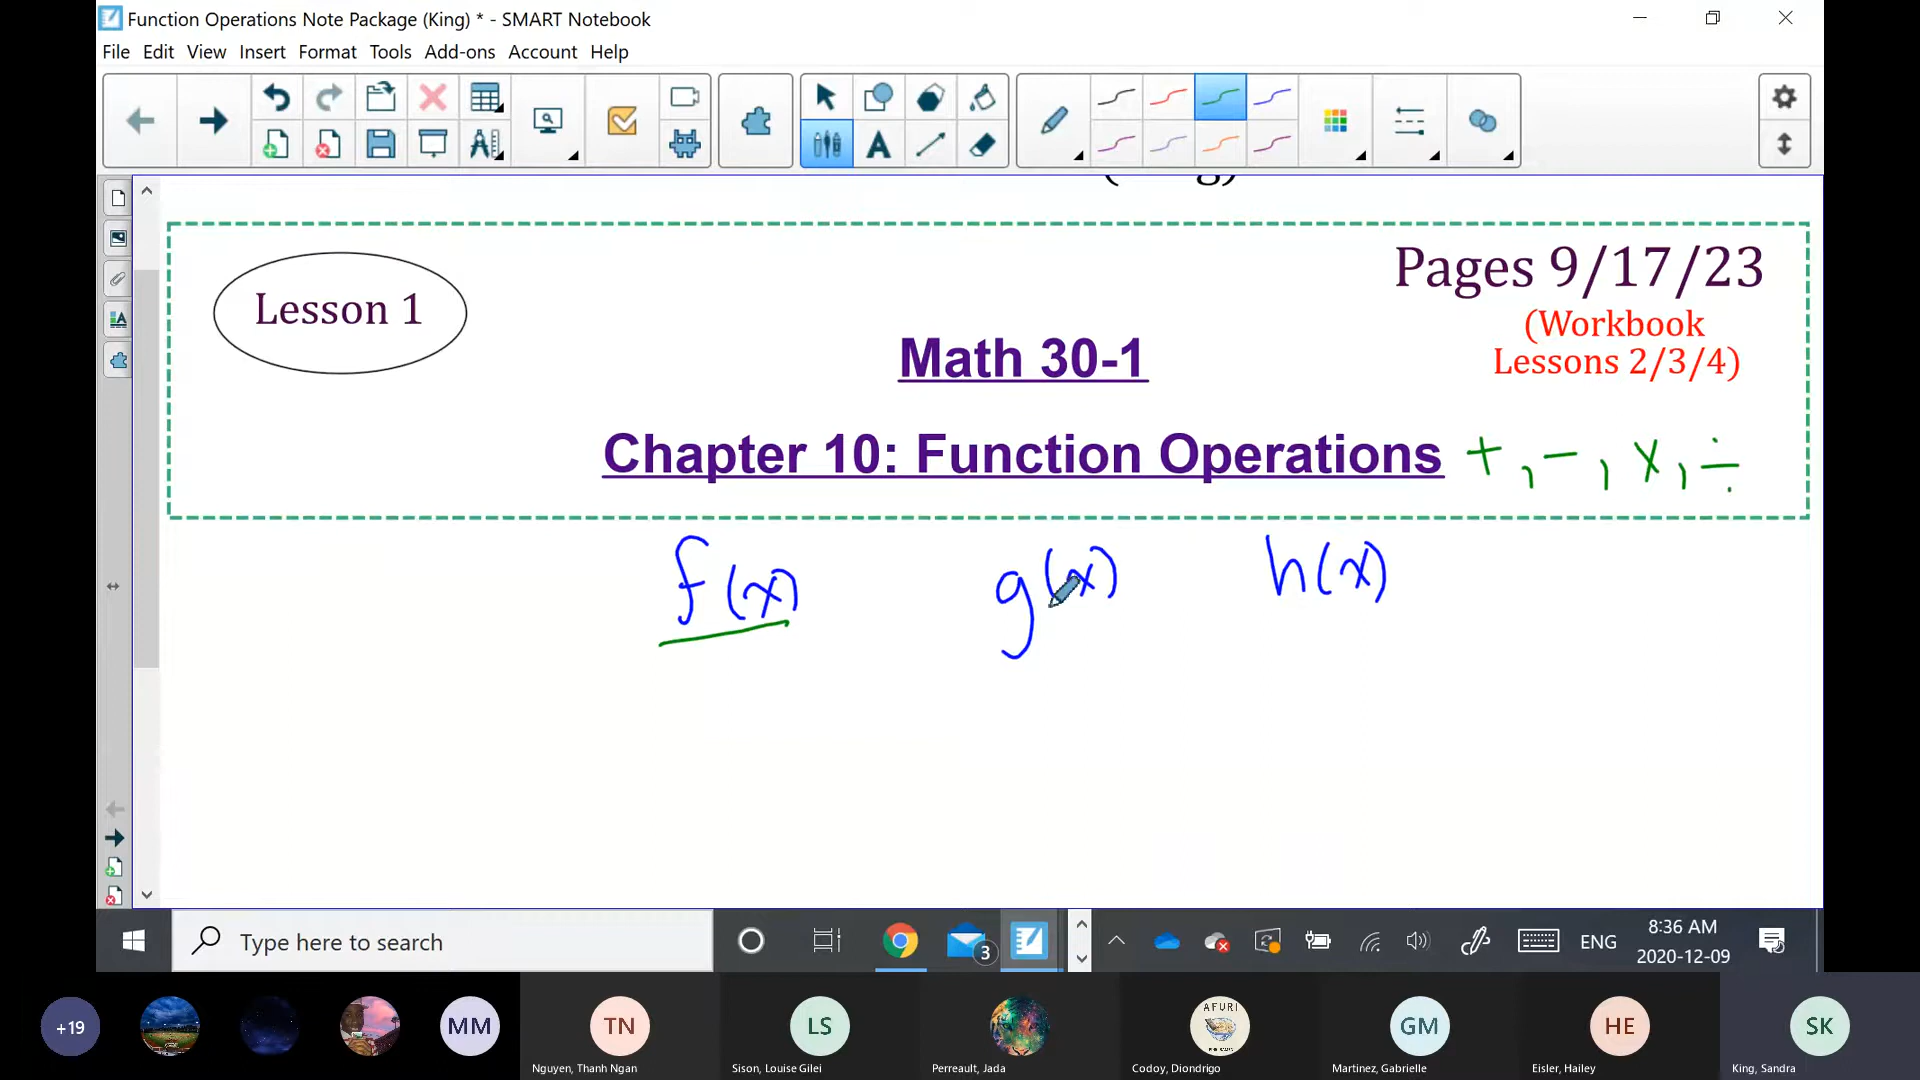 Function Operations Note Package (King) * - SMART Notebook
File Edit View Insert Format Tools Add-ons Account Help
Lesson 1
Pages 9/17/23
(Workbook
Lessons 2/3/4)
Math 30-1
Chapter 10: Function Operations +, -, x, ÷
f(x) g(x) h(x)
Type here to search
3
ENG
8:36 AM
2020-12-09
+19
MM
TN
LS
AFURI
GM
HE
SK
Nguyen, Thanh Ngan
Sison, Louise Gilei
Perreault, Jada
Codoy, Diondrigo
Martinez, Gabrielle
Eisler, Hailey
King, Sandra